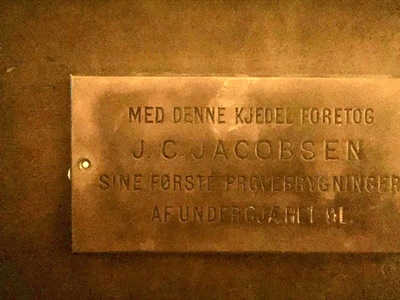 MED DENNE KJEDEL FORETOG
J. C. JACOBSEN
SINE FØRSTE PRØVEBRYGNINGER
AF UNDERGJÆRET ØL.